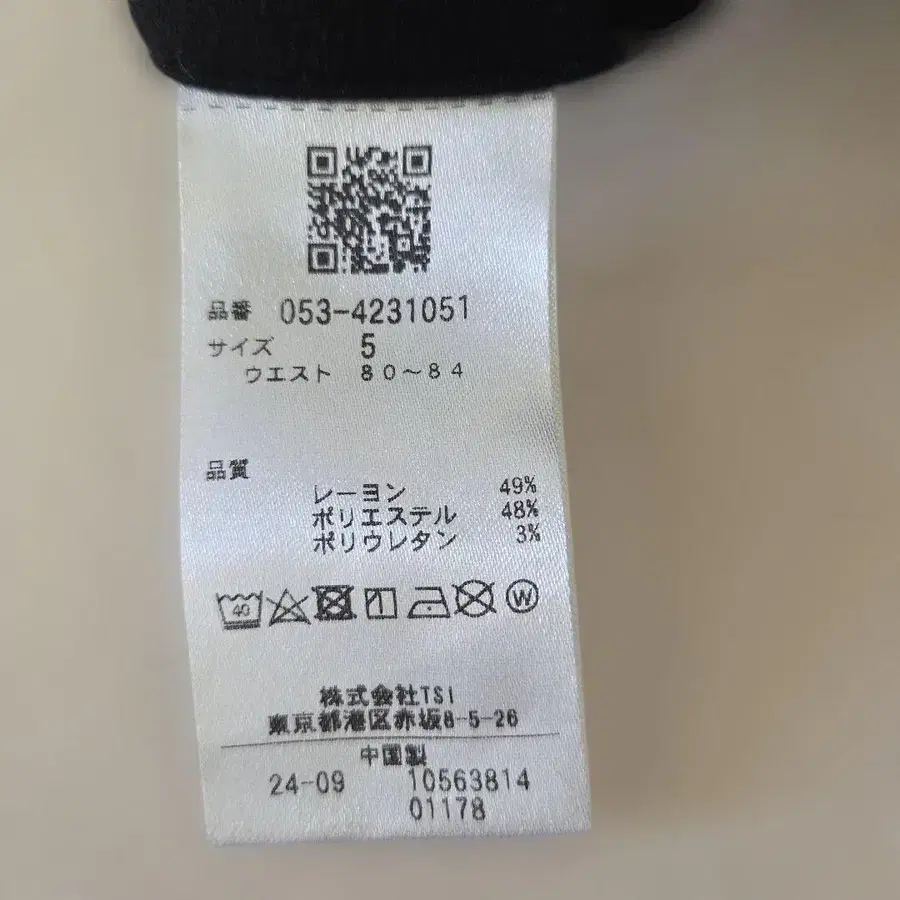 品番 053-4231051
サイズ 5
ウエスト 80～84
品質
レーヨン 49%
ポリエステル 48%
ポリウレタン 3%
40 W
株式会社TSI
東京都港区赤坂8-5-26
中国製
24-09 10563814
01178